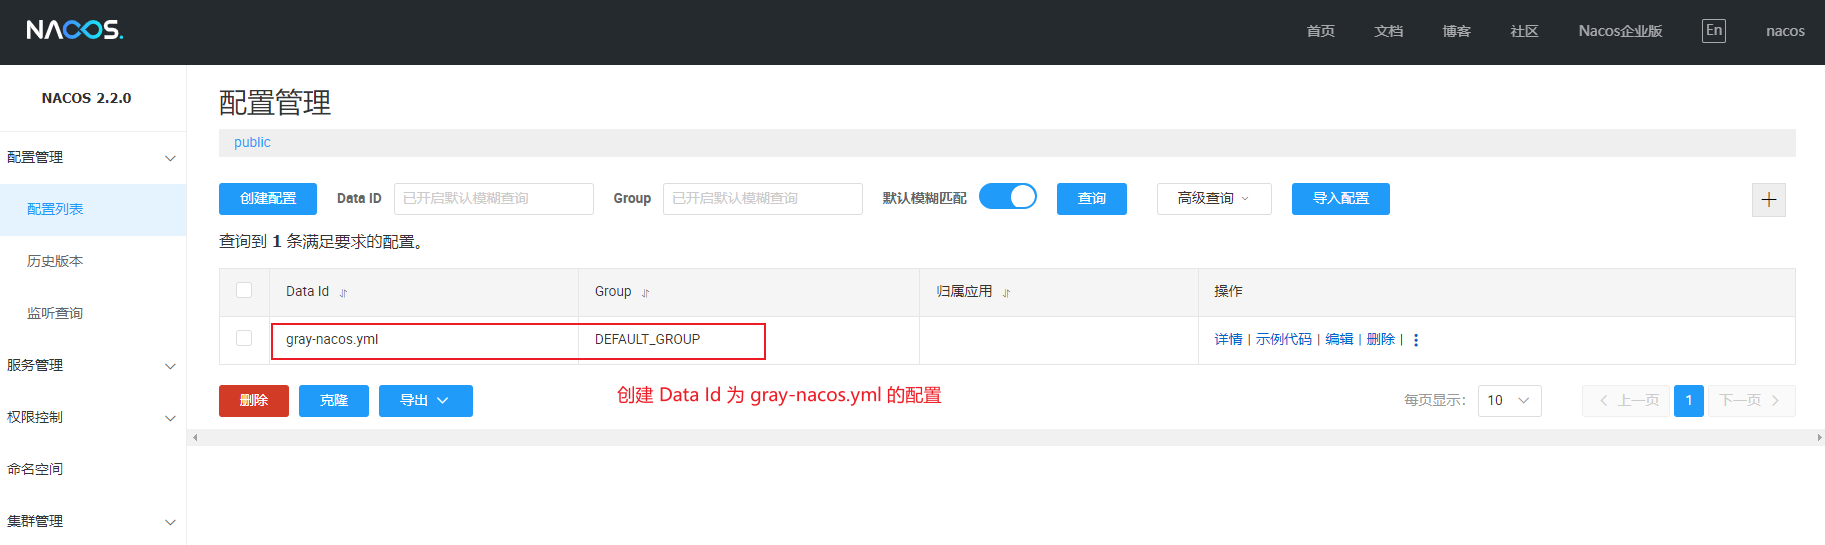 NACOS.
首页 文档 博客 社区 Nacos企业版 En nacos
NACOS 2.2.0
配置管理
配置列表
历史版本
监听查询
服务管理
权限控制
命名空间
集群管理
配置管理
public
创建配置 Data ID 已开启默认模糊查询 Group 已开启默认模糊查询 默认模糊匹配 查询 高级查询 导入配置
查询到 1 条满足要求的配置。
Data Id Group 归属应用 操作
gray-nacos.yml DEFAULT_GROUP 详情 | 示例代码 | 编辑 | 删除 |
删除 克隆 导出 创建 Data Id 为 gray-nacos.yml 的配置 每页显示: 10 上一页 1 下一页